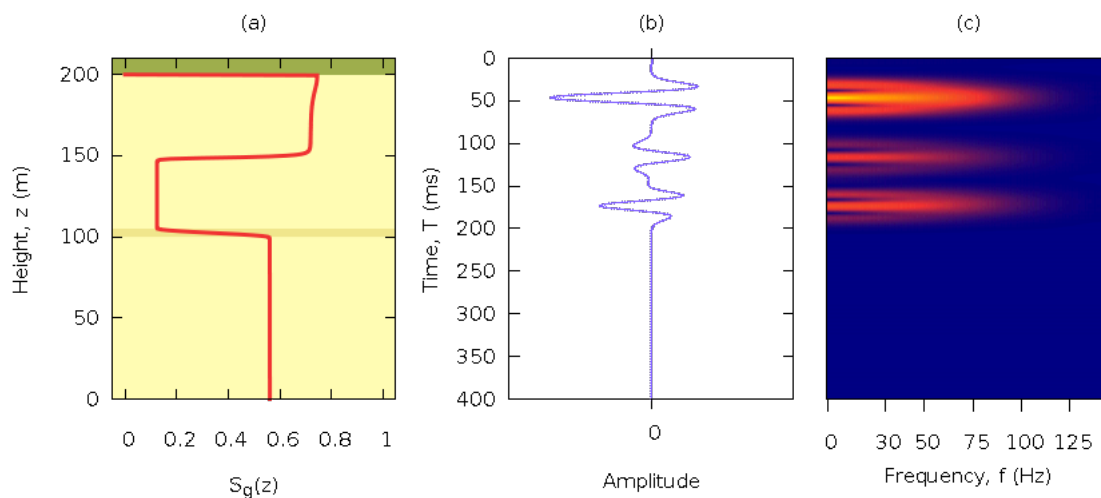 (a)
200
150
100
50
0
Height, z (m)
0 0.2 0.4 0.6 0.8 1
S_g(z)
(b)
0
50
100
150
200
250
300
350
400
Time, T (ms)
0
Amplitude
(c)
0 30 50 75 100 125
Frequency, f (Hz)